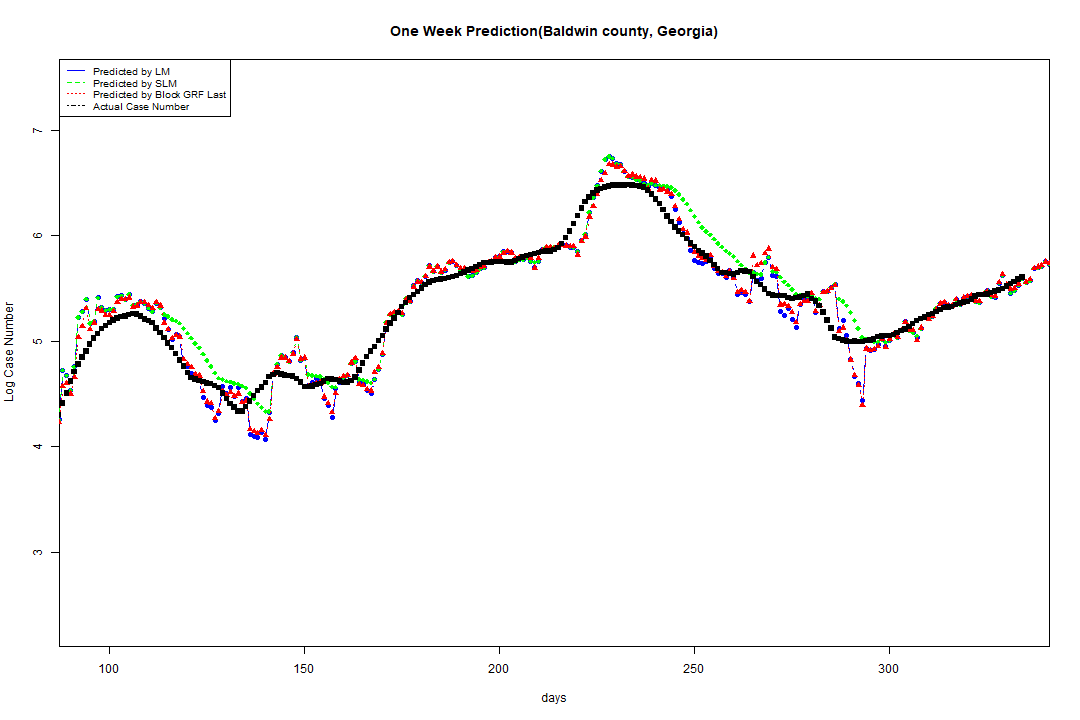 One Week Prediction(Baldwin county, Georgia)
Predicted by LM
Predicted by SLM
Predicted by Block GRF Last
Actual Case Number
7
6
5
4
3
Log Case Number
100 150 200 250 300
days